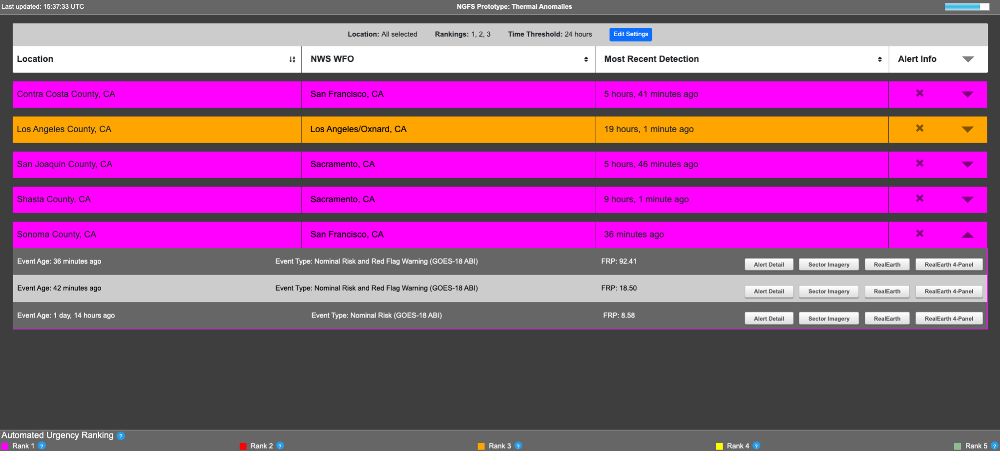 Last updated: 15:37:33 UTC NGFS Prototype: Thermal Anomalies
Location: All selected Rankings: 1, 2, 3 Time Threshold: 24 hours Edit Settings
Location NWS WFO Most Recent Detection Alert Info
Contra Costa County, CA San Francisco, CA 5 hours, 41 minutes ago
Los Angeles County, CA Los Angeles/Oxnard, CA 19 hours, 1 minute ago
San Joaquin County, CA Sacramento, CA 5 hours, 46 minutes ago
Shasta County, CA Sacramento, CA 9 hours, 1 minute ago
Sonoma County, CA San Francisco, CA 36 minutes ago
Event Age: 36 minutes ago Event Type: Nominal Risk and Red Flag Warning (GOES-18 ABI) FRP: 92.41 Alert Detail Sector Imagery RealEarth RealEarth 4-Panel
Event Age: 42 minutes ago Event Type: Nominal Risk and Red Flag Warning (GOES-18 ABI) FRP: 18.50 Alert Detail Sector Imagery RealEarth RealEarth 4-Panel
Event Age: 1 day, 14 hours ago Event Type: Nominal Risk (GOES-18 ABI) FRP: 8.58 Alert Detail Sector Imagery RealEarth RealEarth 4-Panel
Automated Urgency Ranking ?
Rank 1 ? Rank 2 ? Rank 3 ? Rank 4 ? Rank 5 ?